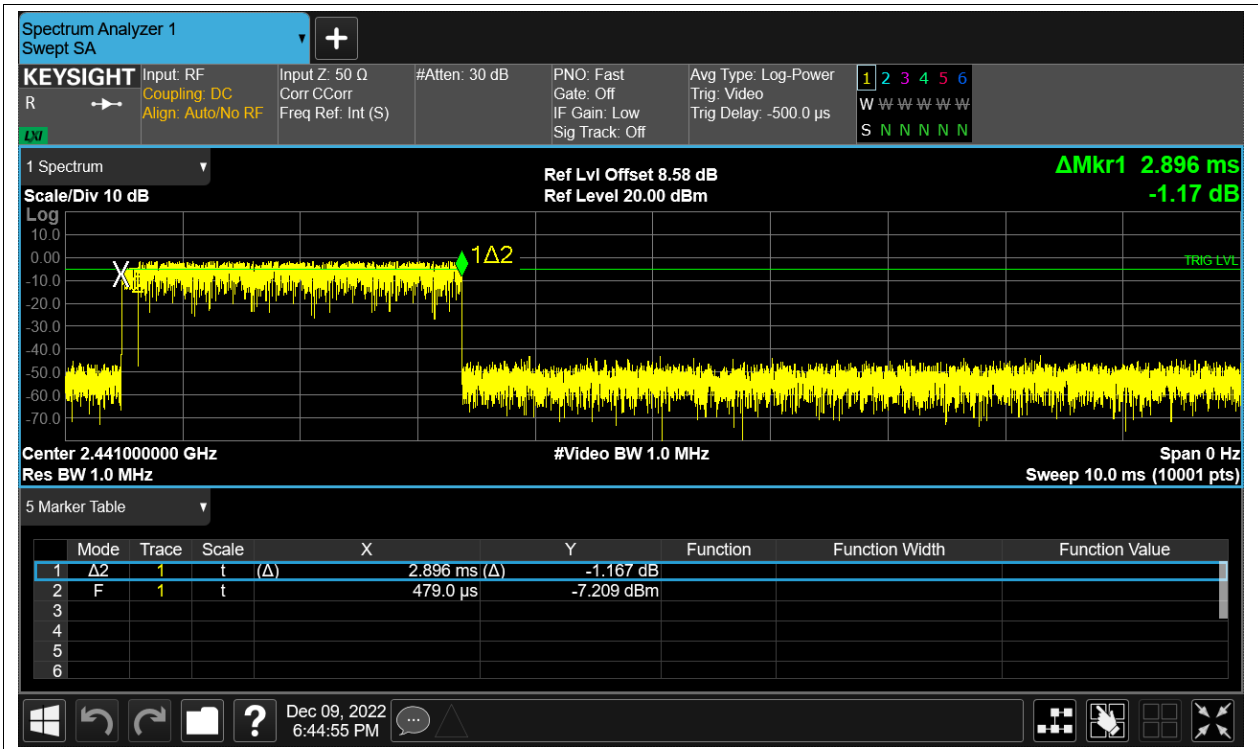 Spectrum Analyzer 1
Swept SA
KEYSIGHT Input: RF Input Z: 50 Ω #Atten: 30 dB PNO: Fast Avg Type: Log-Power 1 2 3 4 5 6
R Coupling: DC Corr CCorr Gate: Off Trig: Video W W W W W W
Align: Auto/No RF Freq Ref: Int (S) IF Gain: Low Trig Delay: -500.0 µs
LXI Sig Track: Off S N N N N N
1 Spectrum Ref Lvl Offset 8.58 dB ΔMkr1 2.896 ms
Scale/Div 10 dB Ref Level 20.00 dBm -1.17 dB
Log
10.0
0.00 1Δ2 TRIG LVL
-10.0 X
-20.0
-30.0
-40.0
-50.0
-60.0
-70.0
Center 2.441000000 GHz #Video BW 1.0 MHz Span 0 Hz
Res BW 1.0 MHz Sweep 10.0 ms (10001 pts)
5 Marker Table
Mode Trace Scale X Y Function Function Width Function Value
1 Δ2 1 t (Δ) 2.896 ms (Δ) -1.167 dB
2 F 1 t 479.0 µs -7.209 dBm
3
4
5
6
? Dec 09, 2022
6:44:55 PM